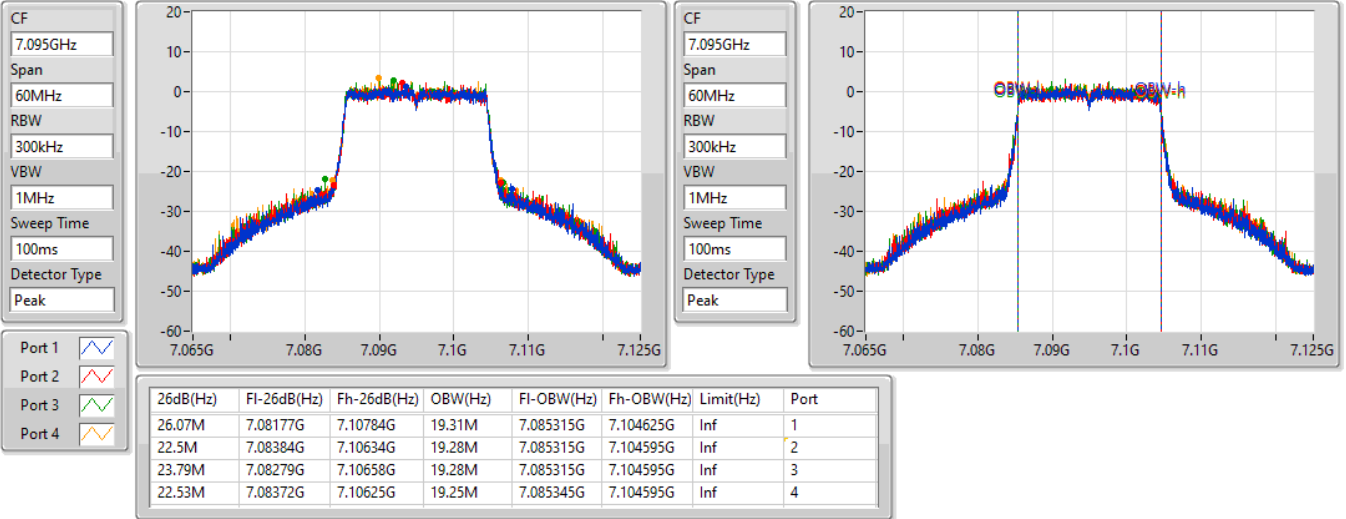 CF
7.095GHz
Span
60MHz
RBW
300kHz
VBW
1MHz
Sweep Time
100ms
Detector Type
Peak
20
10
0
-10
-20
-30
-40
-50
-60
7.065G 7.08G 7.09G 7.1G 7.11G 7.125G
CF
7.095GHz
Span
60MHz
RBW
300kHz
VBW
1MHz
Sweep Time
100ms
Detector Type
Peak
20
10
0
-10
-20
-30
-40
-50
-60
OBW-h
7.065G 7.08G 7.09G 7.1G 7.11G 7.125G
Port 1
Port 2
Port 3
Port 4
26dB(Hz) Fl-26dB(Hz) Fh-26dB(Hz) OBW(Hz) Fl-OBW(Hz) Fh-OBW(Hz) Limit(Hz) Port
26.07M 7.08177G 7.10784G 19.31M 7.085315G 7.104625G Inf 1
22.5M 7.08384G 7.10634G 19.28M 7.085315G 7.104595G Inf 2
23.79M 7.08279G 7.10658G 19.28M 7.085315G 7.104595G Inf 3
22.53M 7.08372G 7.10625G 19.25M 7.085345G 7.104595G Inf 4